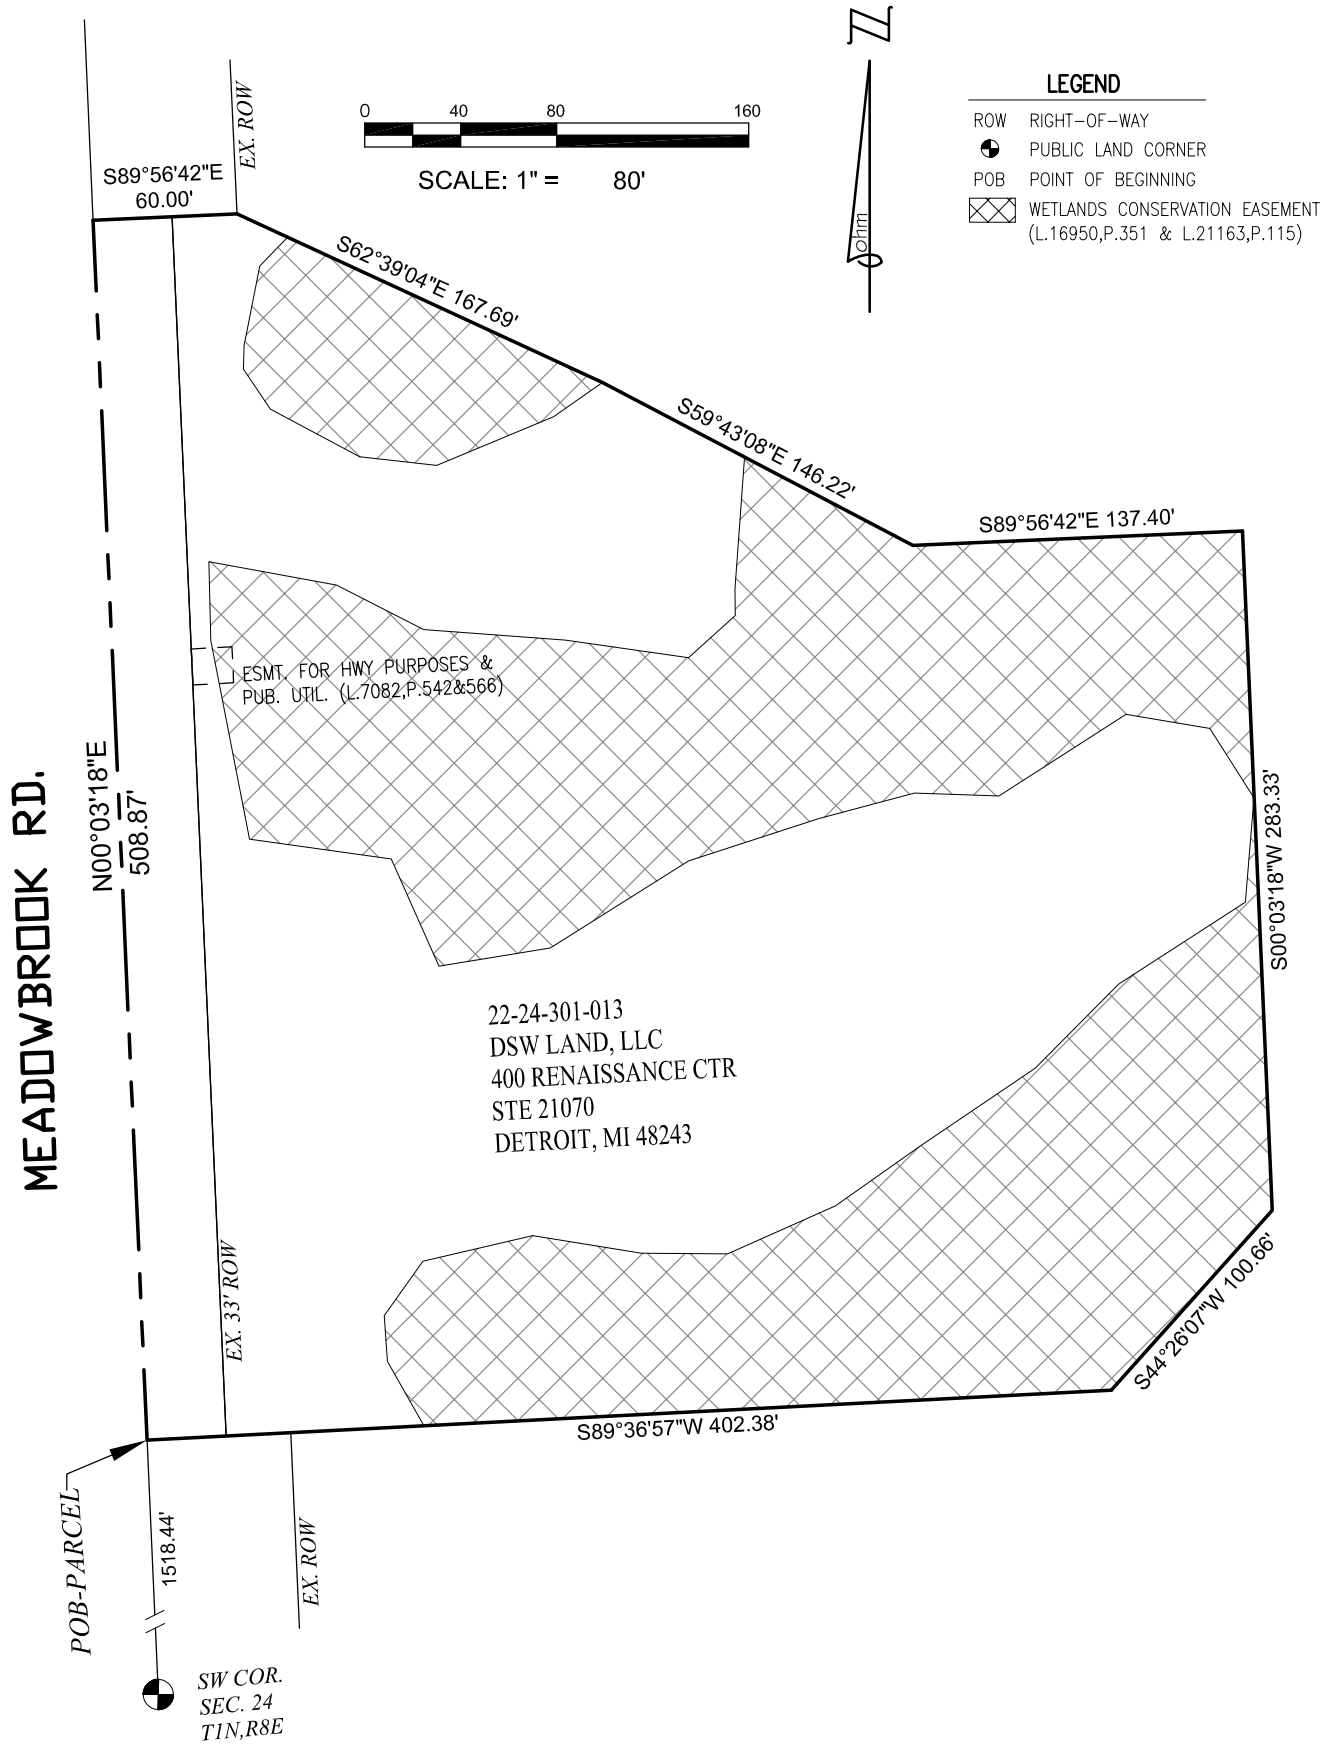 LEGEND
ROW RIGHT-OF-WAY
PUBLIC LAND CORNER
POB POINT OF BEGINNING
WETLANDS CONSERVATION EASEMENT
(L.16950,P.351 & L.21163,P.115)
Z
ohm
0 40 80 160
SCALE: 1" = 80'
EX. ROW
S89°56'42"E
60.00'
S62°39'04"E 167.69'
S59°43'08"E 146.22'
S89°56'42"E 137.40'
ESMT. FOR HWY PURPOSES &
PUB. UTIL. (L.7082,P.542&566)
MEADOWBROOK RD.
N00°03'18"E
508.87'
S00°03'18"W 283.33'
22-24-301-013
DSW LAND, LLC
400 RENAISSANCE CTR
STE 21070
DETROIT, MI 48243
EX. 33' ROW
S44°26'07"W 100.66'
S89°36'57"W 402.38'
POB-PARCEL
1518.44'
EX. ROW
SW COR.
SEC. 24
T1N,R8E